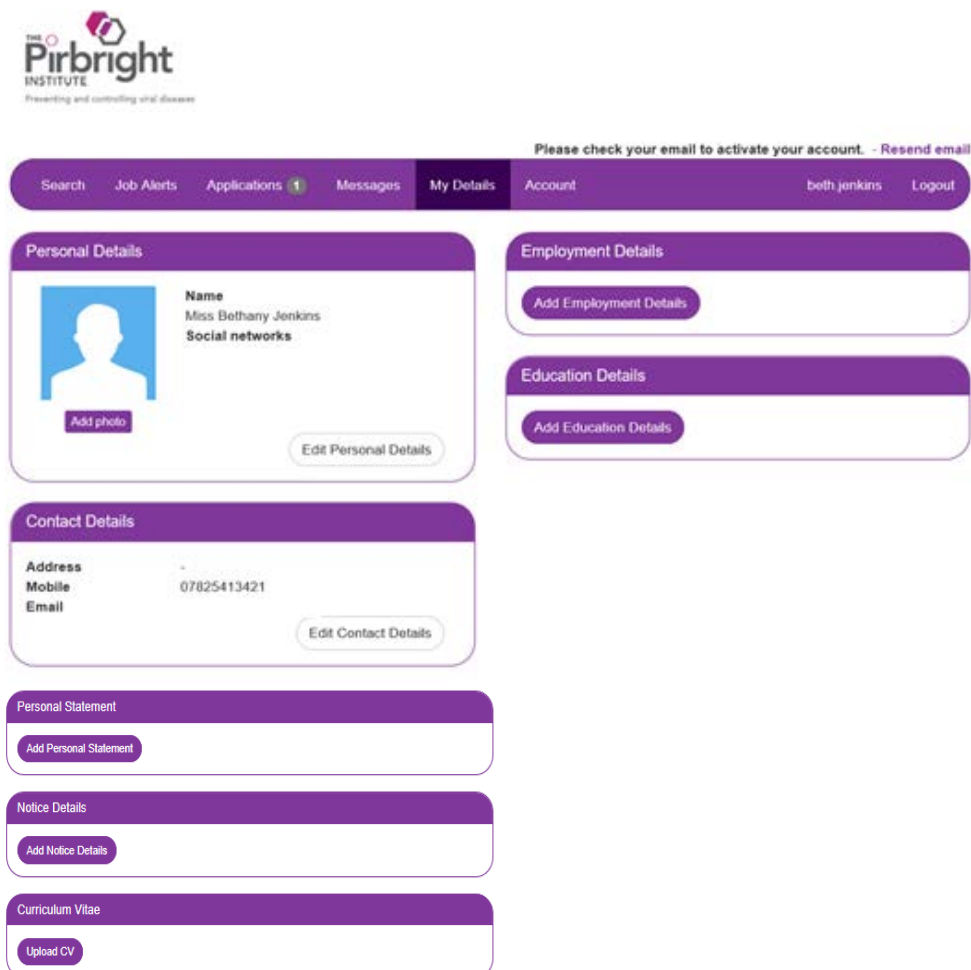 THE
Pirbright
INSTITUTE
Preventing and controlling viral diseases
Please check your email to activate your account. - Resend email
Search Job Alerts Applications 1 Messages My Details Account beth jenkins Logout
Personal Details
Name
Miss Bethany Jenkins
Social networks
Add photo
Edit Personal Details
Employment Details
Add Employment Details
Education Details
Add Education Details
Contact Details
Address -
Mobile 07825413421
Email
Edit Contact Details
Personal Statement
Add Personal Statement
Notice Details
Add Notice Details
Curriculum Vitae
Upload CV